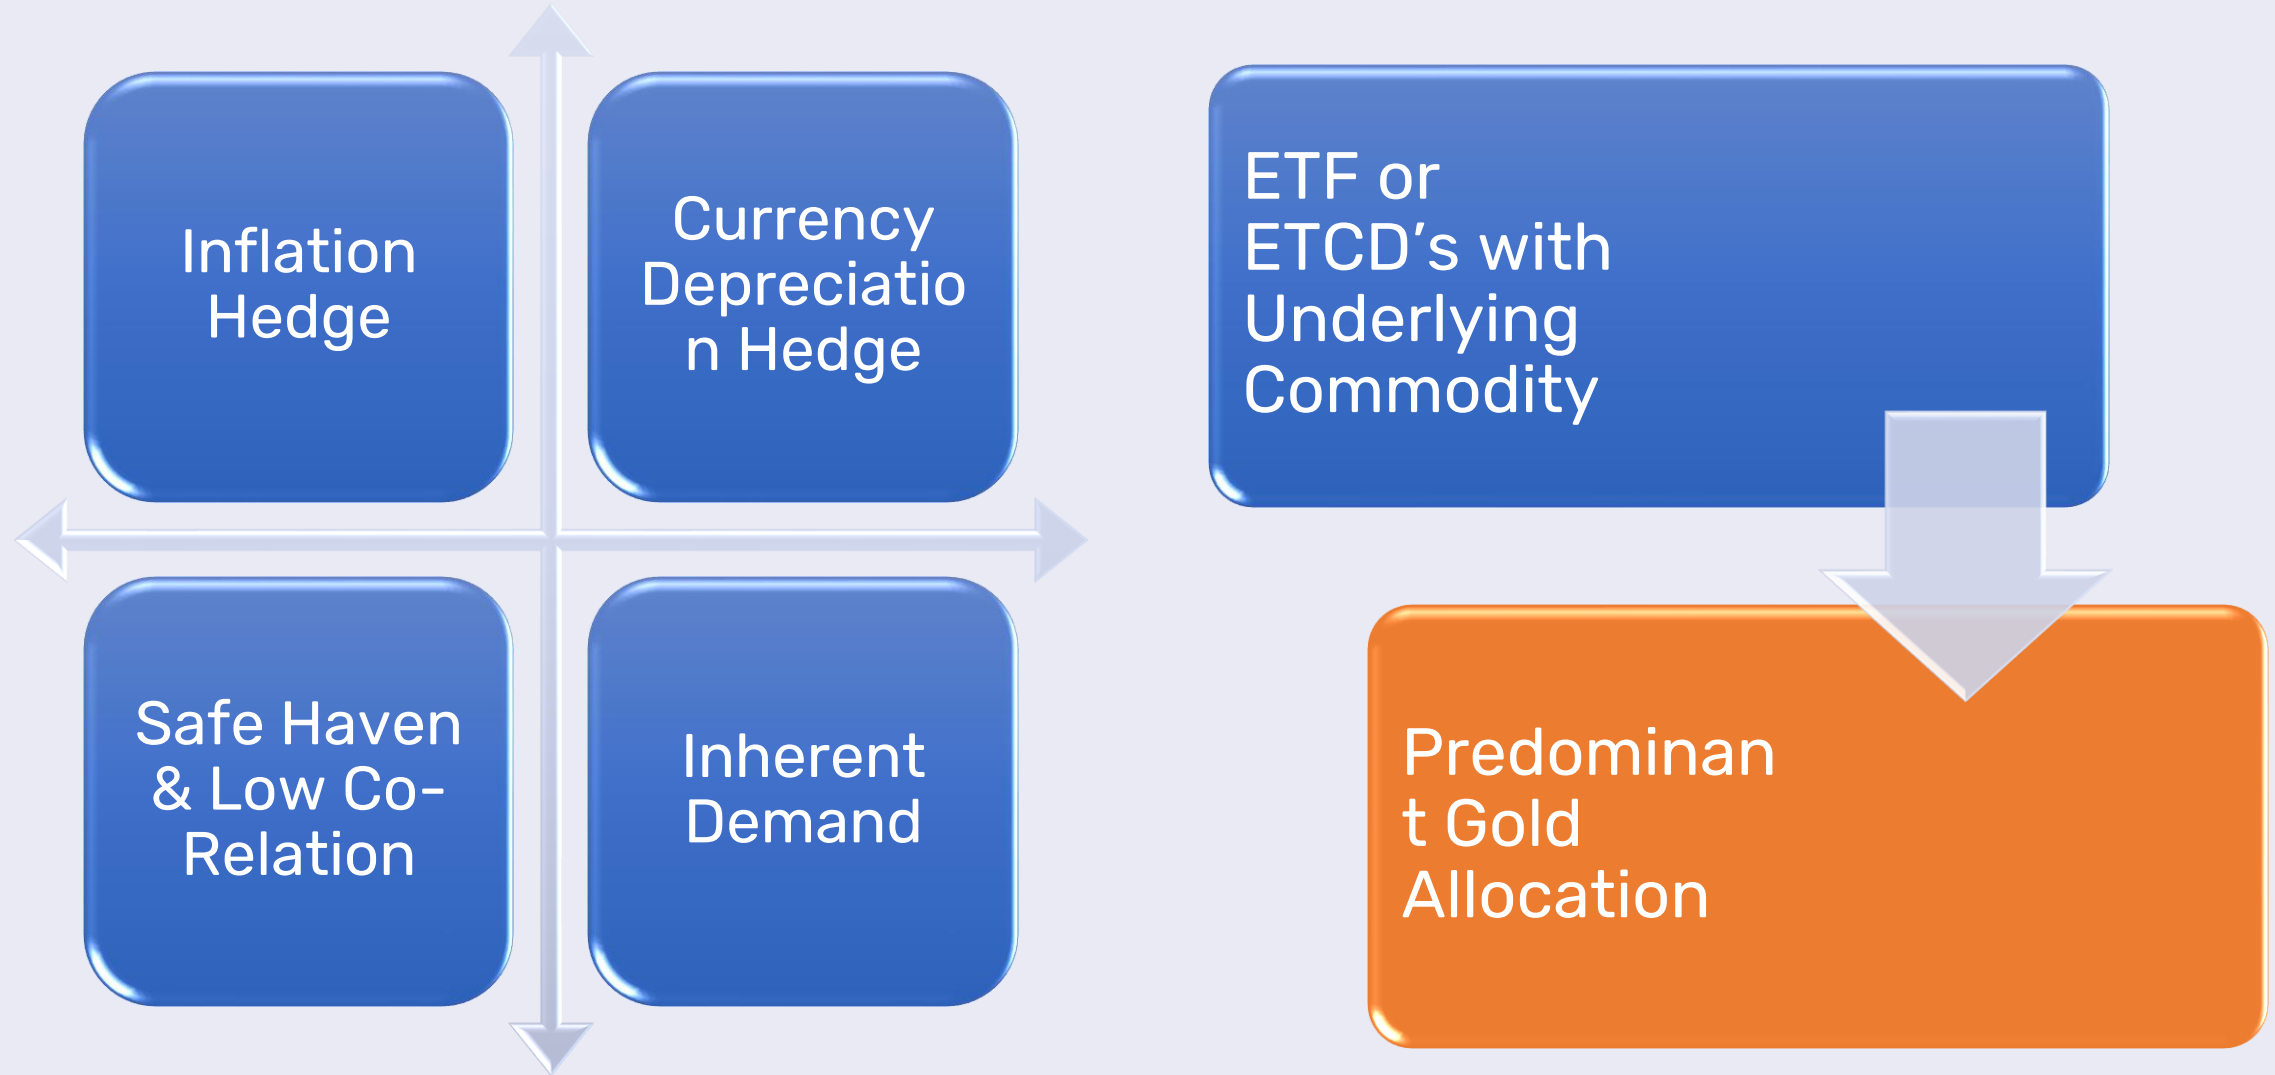 Inflation
Hedge
Currency
Depreciatio
n Hedge
Safe Haven
& Low Co-
Relation
Inherent
Demand
ETF or
ETCD’s with
Underlying
Commodity
Predominan
t Gold
Allocation